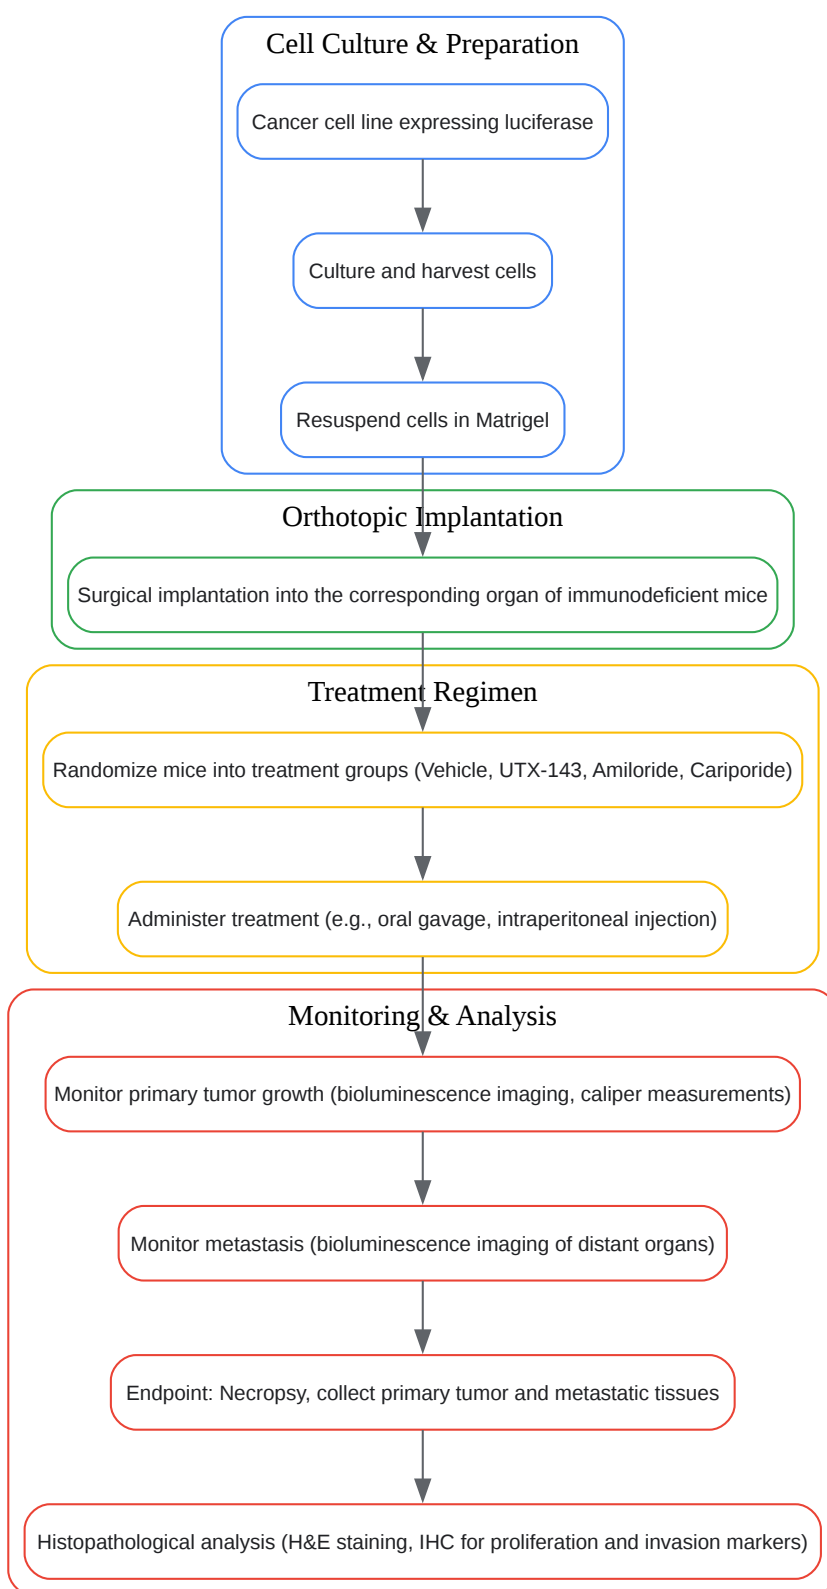 Cell Culture & Preparation
Cancer cell line expressing luciferase
Culture and harvest cells
Resuspend cells in Matrigel
Orthotopic Implantation
Surgical implantation into the corresponding organ of immunodeficient mice
Treatment Regimen
Randomize mice into treatment groups (Vehicle, UTX-143, Amiloride, Cariporide)
Administer treatment (e.g., oral gavage, intraperitoneal injection)
Monitoring & Analysis
Monitor primary tumor growth (bioluminescence imaging, caliper measurements)
Monitor metastasis (bioluminescence imaging of distant organs)
Endpoint: Necropsy, collect primary tumor and metastatic tissues
Histopathological analysis (H&E staining, IHC for proliferation and invasion markers)